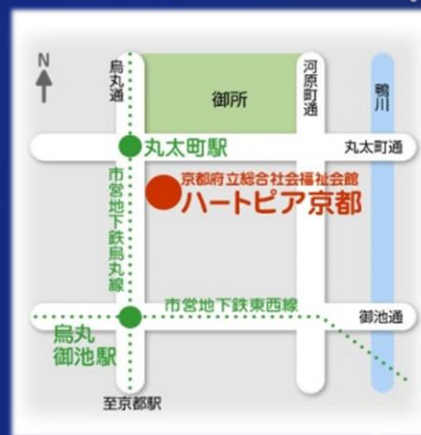 N
烏丸通
御所
河原町通
鴨川
丸太町駅
丸太町通
京都府立総合社会福祉会館
ハートピア京都
市営地下鉄烏丸線
市営地下鉄東西線
御池通
烏丸
御池駅
至京都駅